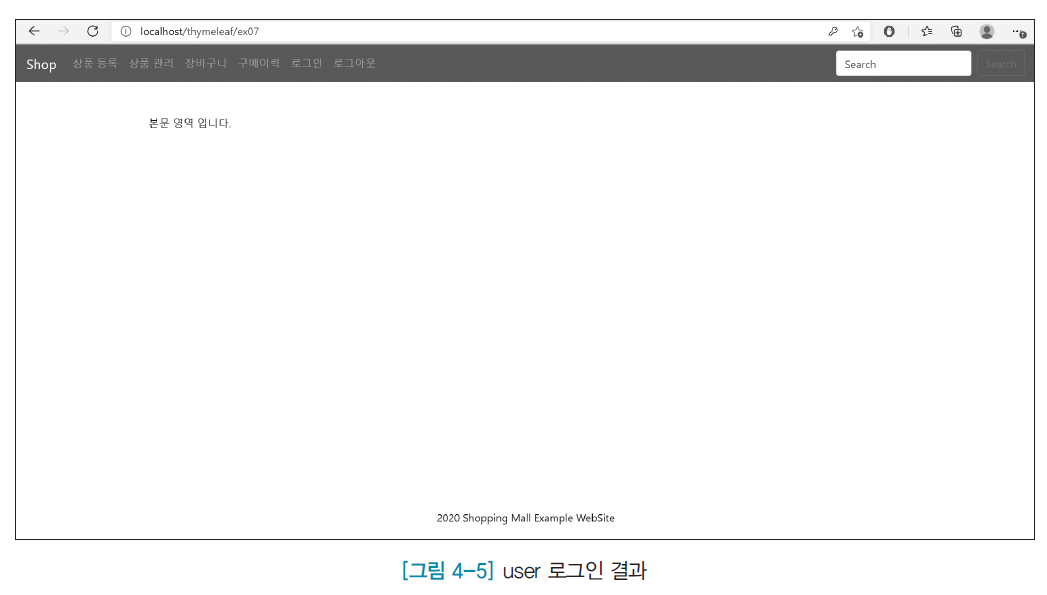 localhost/thymeleaf/ex07
Shop 상품 등록 상품 관리 장바구니 구매이력 로그인 로그아웃 Search Search
본문 영역 입니다.
2020 Shopping Mall Example WebSite
[그림 4-5] user 로그인 결과